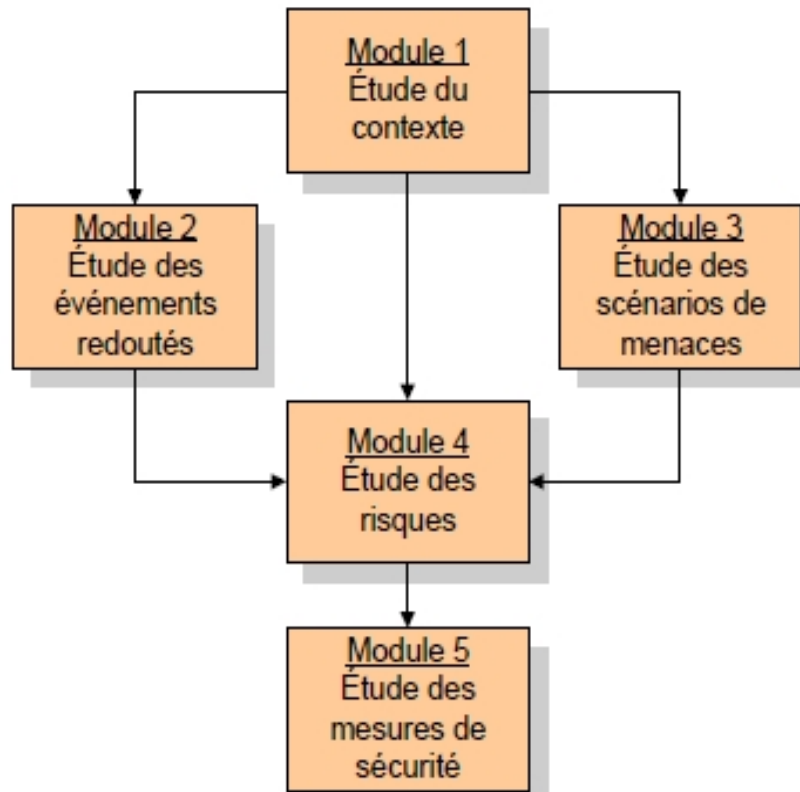 Module 1
Étude du
contexte
Module 2
Étude des
événements
redoutés
Module 3
Étude des
scénarios de
menaces
Module 4
Étude des
risques
Module 5
Étude des
mesures de
sécurité